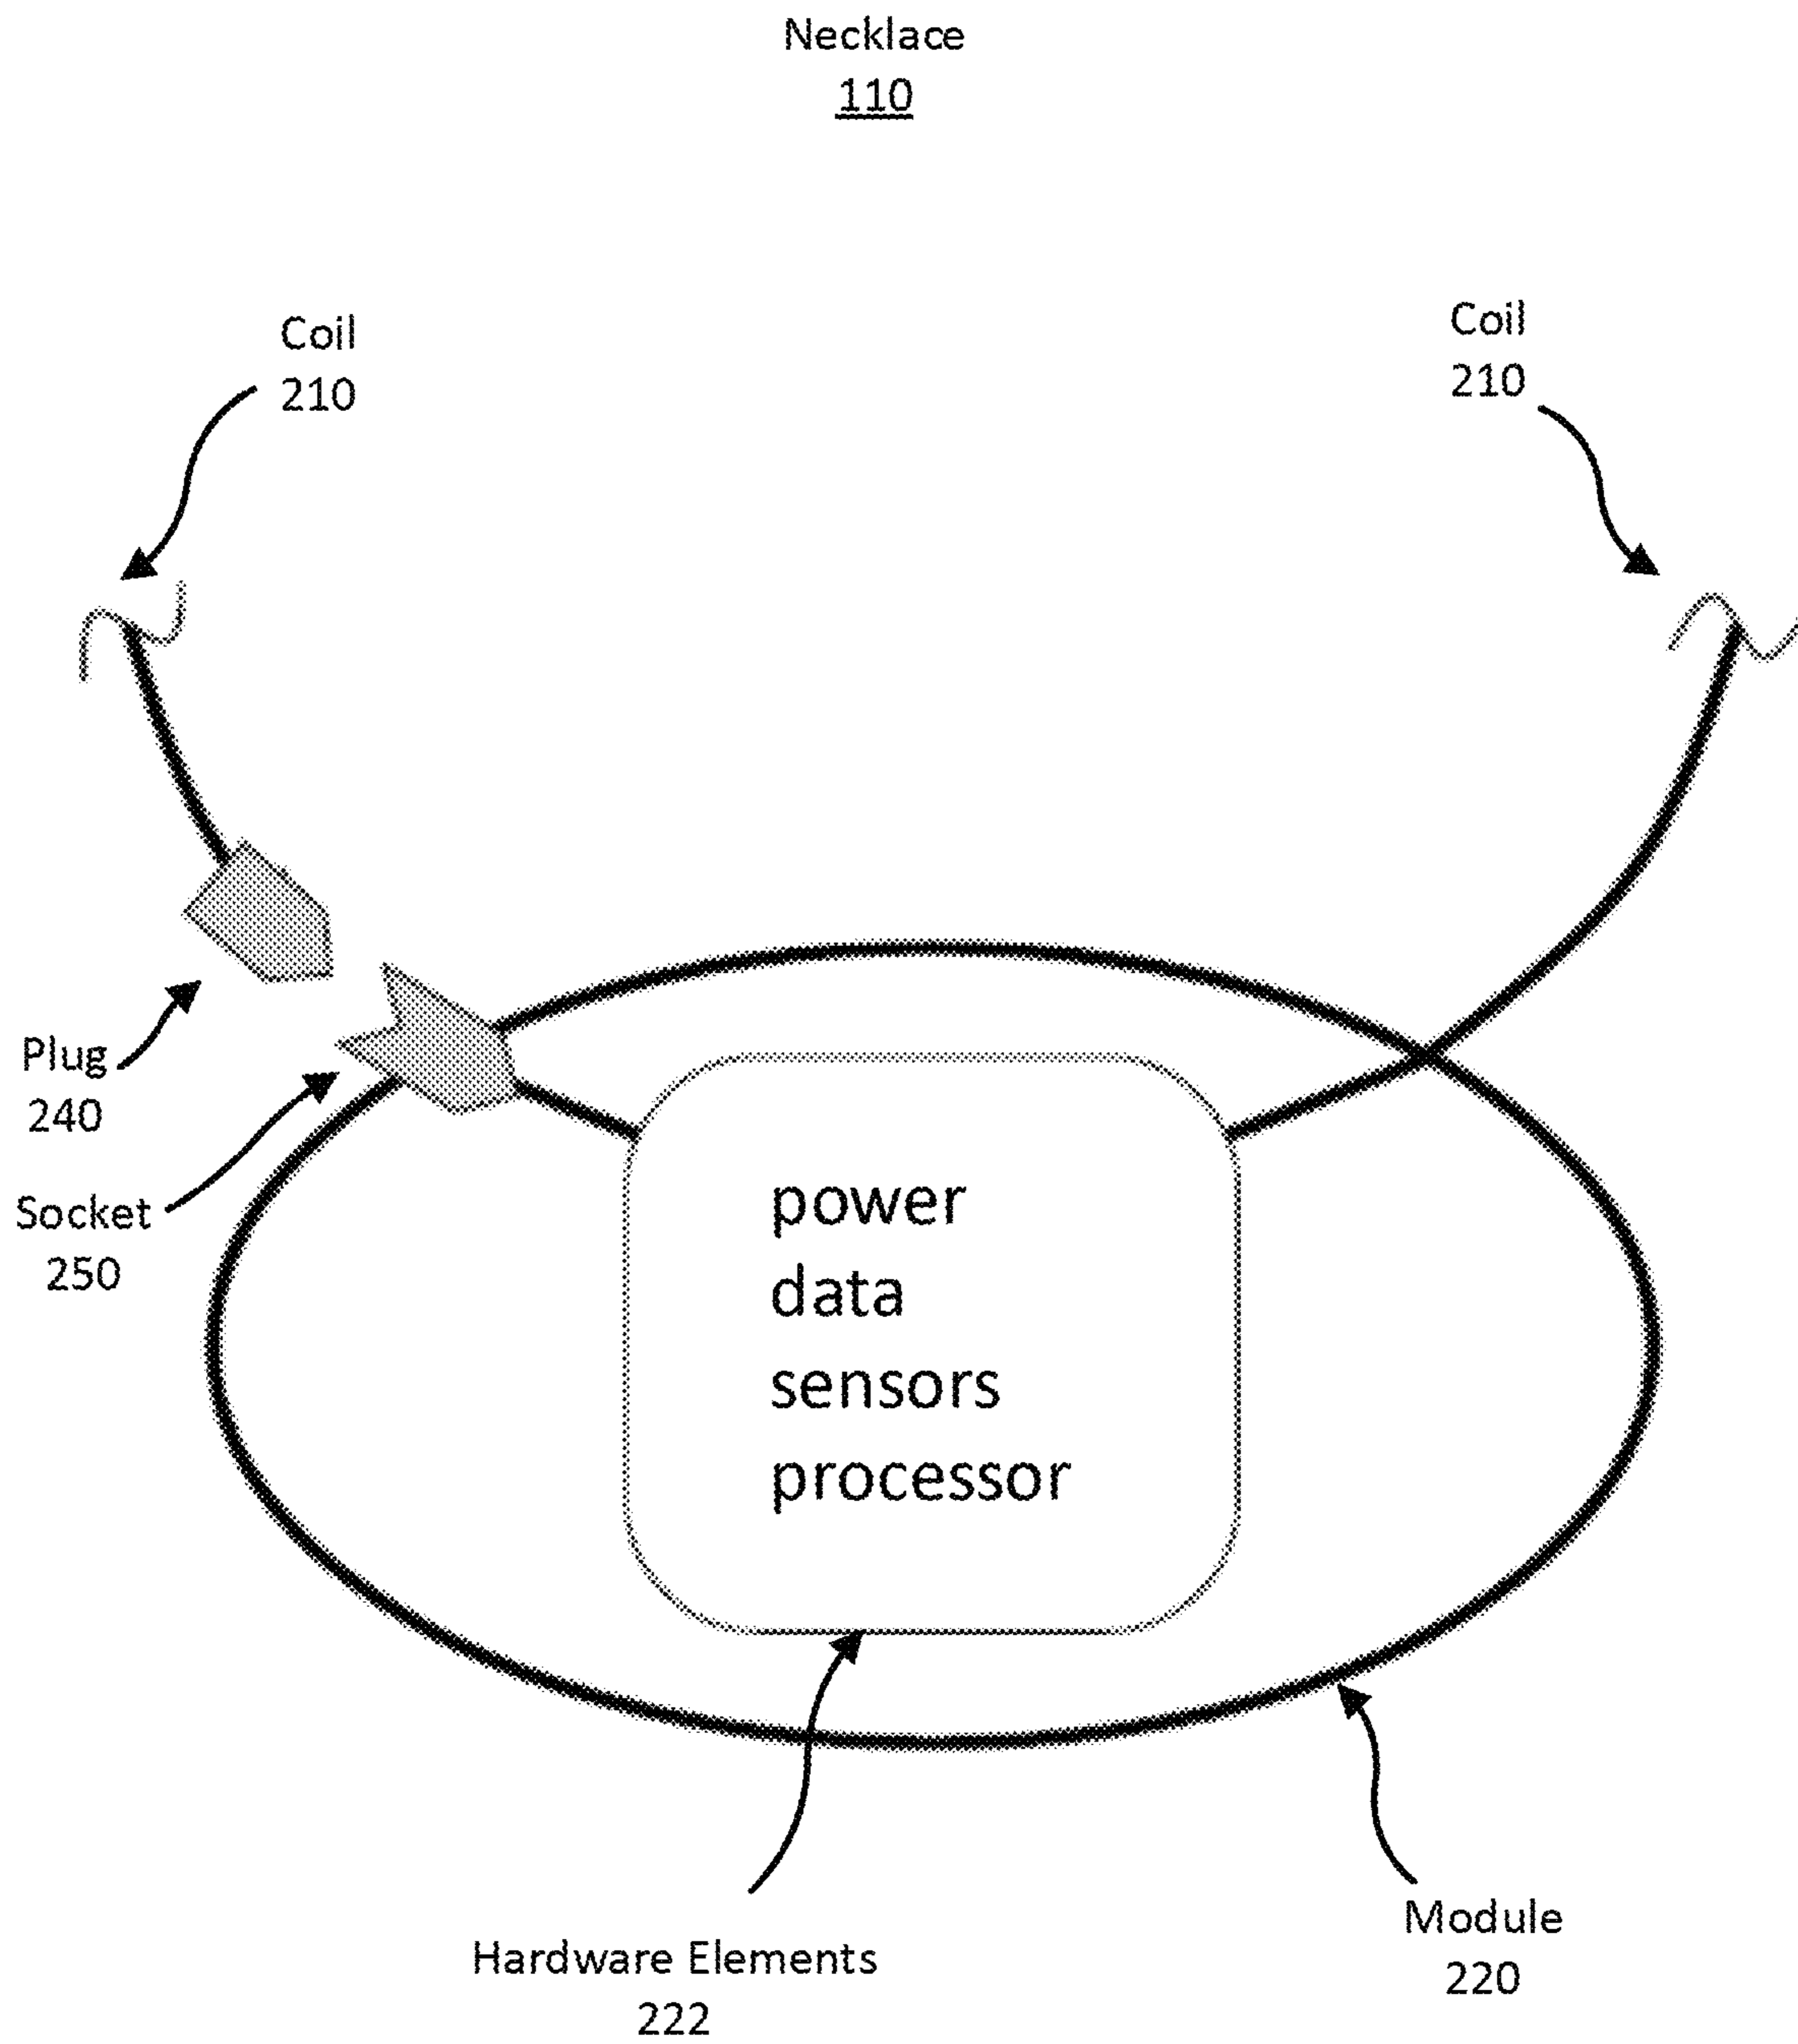 Necklace
110
Coil
210
Coil
210
Plug
240
Socket
250
power
data
sensors
processor
Hardware Elements
222
Module
220